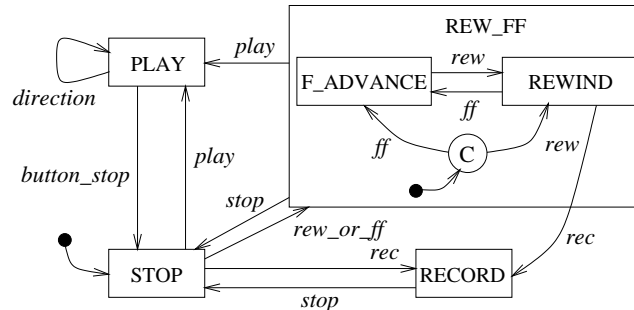 REW_FF
play
PLAY
F_ADVANCE
rew
REWIND
ff
direction
ff
C
rew
play
button_stop
stop
rew_or_ff
rec
rec
STOP
RECORD
stop